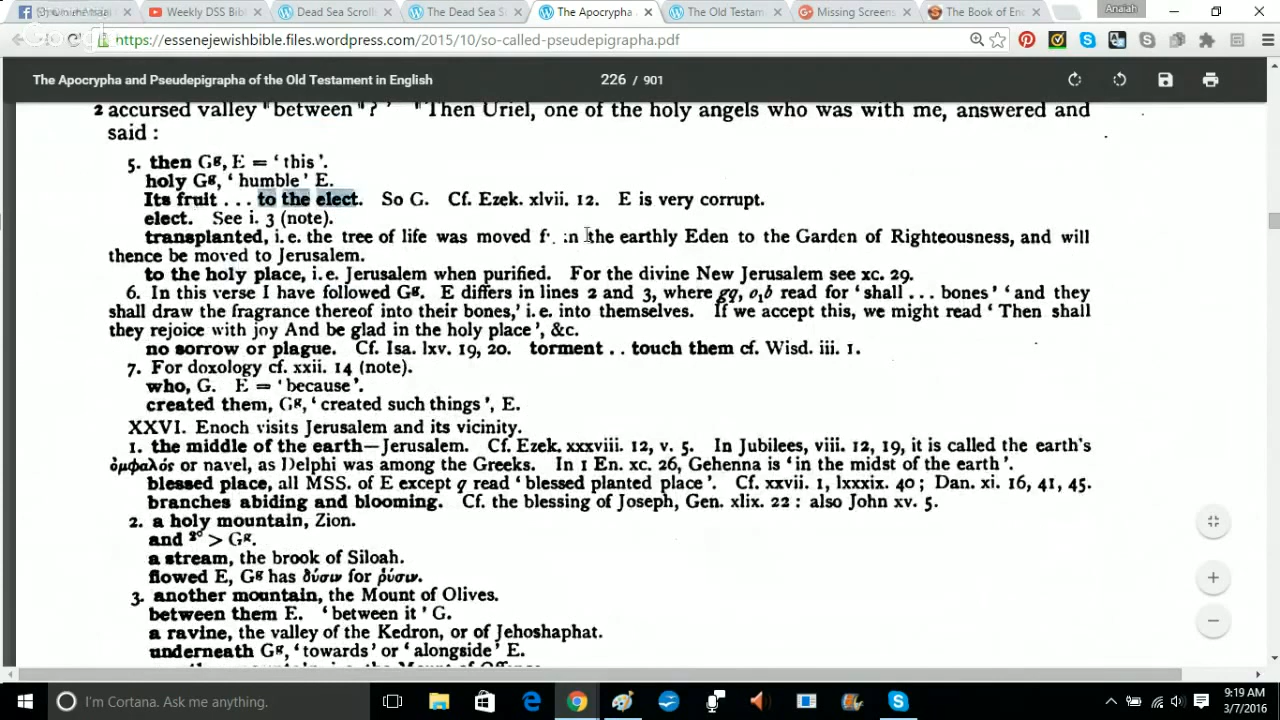 Weekly DSS Bibl
Dead Sea Scrolli
The Dead Sea S
The Apocrypha
The Old Testam
Missing Screens
The Book of En
Anaiah
https://essenejewishbible.files.wordpress.com/2015/10/so-called-pseudepigrapha.pdf
The Apocrypha and Pseudepigrapha of the Old Testament in English
226 / 901
2 accursed valley ⌜between⌝?' ⌜Then Uriel, one of the holy angels who was with me, answered and
said :
5. then Gᵍ, E = 'this'.
holy Gᵍ, 'humble' E.
Its fruit . . . to the elect. So G. Cf. Ezek. xlvii. 12. E is very corrupt.
elect. See i. 3 (note).
transplanted, i.e. the tree of life was moved in the earthly Eden to the Garden of Righteousness, and will
thence be moved to Jerusalem.
to the holy place, i.e. Jerusalem when purified. For the divine New Jerusalem see xc. 29.
6. In this verse I have followed Gᵍ. E differs in lines 2 and 3, where gq, o₁b read for 'shall . . . bones' 'and they
shall draw the fragrance thereof into their bones,' i.e. into themselves. If we accept this, we might read 'Then shall
they rejoice with joy And be glad in the holy place', &c.
no sorrow or plague. Cf. Isa. lxv. 19, 20. torment . . touch them cf. Wisd. iii. 1.
7. For doxology cf. xxii. 14 (note).
who, G. E = 'because'.
created them, Gᵍ, 'created such things', E.
XXVI. Enoch visits Jerusalem and its vicinity.
1. the middle of the earth—Jerusalem. Cf. Ezek. xxxviii. 12, v. 5. In Jubilees, viii. 12, 19, it is called the earth's
ὀμφαλός or navel, as Delphi was among the Greeks. In 1 En. xc. 26, Gehenna is 'in the midst of the earth'.
blessed place, all MSS. of E except q read 'blessed planted place'. Cf. xxvii. 1, lxxxix. 40 ; Dan. xi. 16, 41, 45.
branches abiding and blooming. Cf. the blessing of Joseph, Gen. xlix. 22 : also John xv. 5.
2. a holy mountain, Zion.
and 2° > Gᵍ.
a stream, the brook of Siloah.
flowed E, Gᵍ has δύσιν for ῥύσιν.
3. another mountain, the Mount of Olives.
between them E. 'between it' G.
a ravine, the valley of the Kedron, or of Jehoshaphat.
underneath Gᵍ, 'towards' or 'alongside' E.
I'm Cortana. Ask me anything.
9:19 AM
3/7/2016